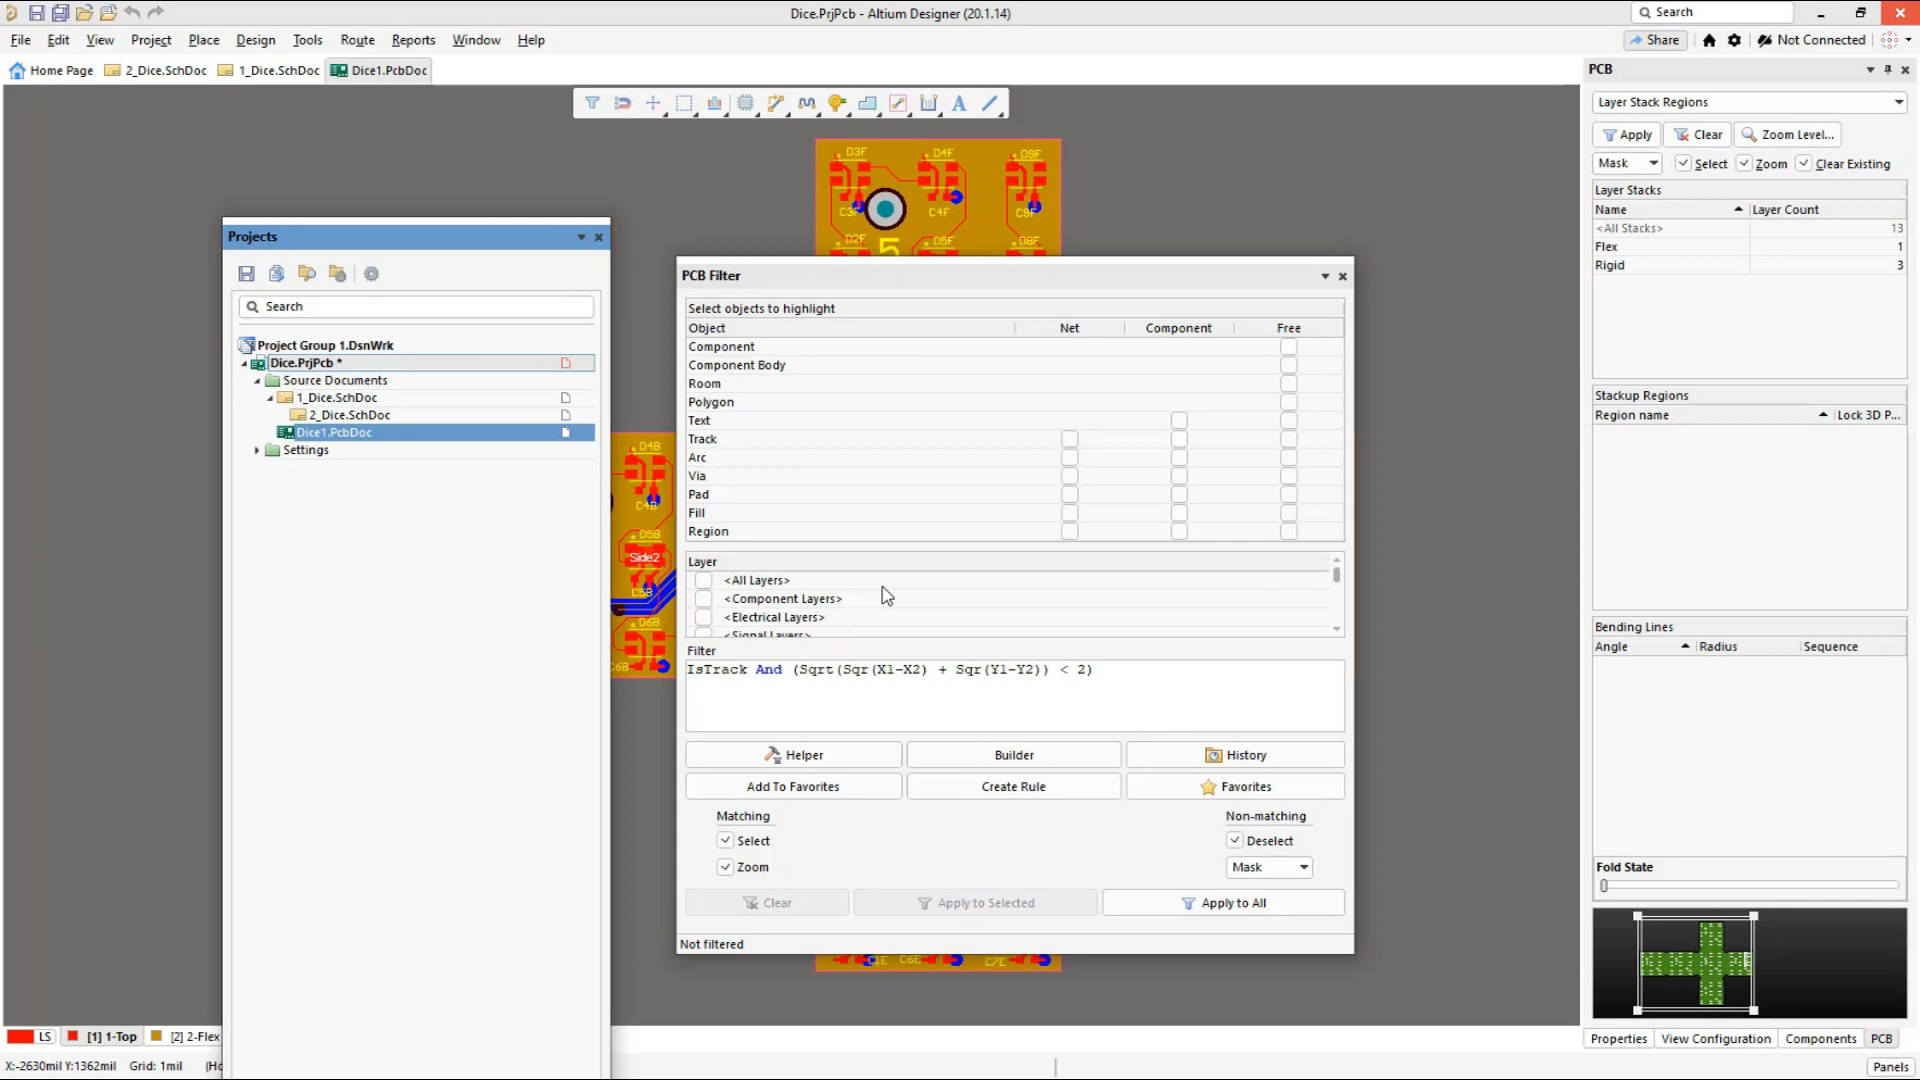 Dice.PrjPcb - Altium Designer (20.1.14)
Search
File Edit View Project Place Design Tools Route Reports Window Help
Share
Not Connected
Home Page
2_Dice.SchDoc
1_Dice.SchDoc
Dice1.PcbDoc
PCB
Layer Stack Regions
Apply
Clear
Zoom Level...
Mask
Select
Zoom
Clear Existing
Layer Stacks
Name Layer Count
<All Stacks> 13
Flex 1
Rigid 3
Stackup Regions
Region name Lock 3D P...
Bending Lines
Angle Radius Sequence
Fold State
Properties View Configuration Components PCB
Panels
Projects
Search
Project Group 1.DsnWrk
Dice.PrjPcb *
Source Documents
1_Dice.SchDoc
2_Dice.SchDoc
Dice1.PcbDoc
Settings
D3F D4F D9F
C4F C9F
5
D4B
C4B
D5B
Side2
C5B
D6B
C6B
PCB Filter
Select objects to highlight
Object Net Component Free
Component
Component Body
Room
Polygon
Text
Track
Arc
Via
Pad
Fill
Region
Layer
<All Layers>
<Component Layers>
<Electrical Layers>
<Signal Layers>
Filter
IsTrack And (Sqrt(Sqr(X1-X2) + Sqr(Y1-Y2)) < 2)
Helper Builder History
Add To Favorites Create Rule Favorites
Matching Non-matching
Select Deselect
Zoom Mask
Clear Apply to Selected Apply to All
Not filtered
C6E C7E
LS [1] 1-Top [2] 2-Flex
X:-2630mil Y:1362mil Grid: 1mil